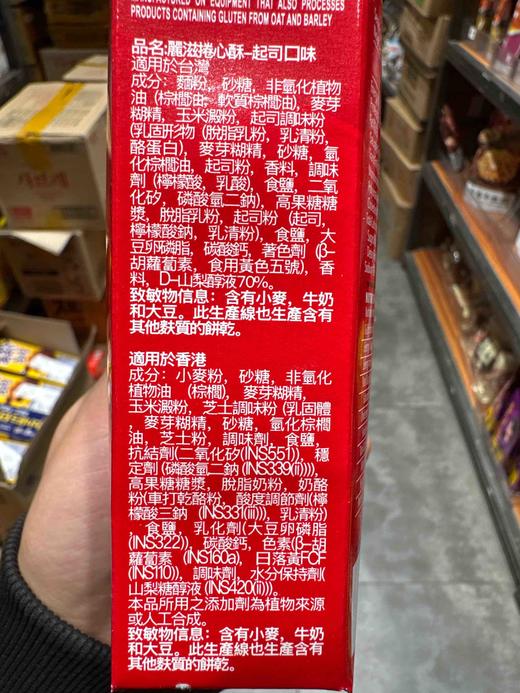 MANUFACTURED ON EQUIPMENT THAT ALSO PROCESSES
PRODUCTS CONTAINING GLUTEN FROM OAT AND BARLEY
品名:麗滋捲心酥-起司口味
適用於台灣
成分: 麵粉, 砂糖, 非氫化植物
油 (棕櫚油, 軟質棕櫚油), 麥芽
糊精, 玉米澱粉, 起司調味粉
(乳固形物 (脫脂乳粉, 乳清粉,
酪蛋白), 麥芽糊精, 砂糖, 氫
化棕櫚油, 起司粉, 香料, 調味
劑 (檸檬酸, 乳酸), 食鹽, 二氧
化矽, 磷酸氫二鈉), 高果糖糖
漿, 脫脂乳粉, 起司粉 (起司,
檸檬酸鈉, 乳清粉), 食鹽, 大
豆卵磷脂, 碳酸鈣, 著色劑 (β-
胡蘿蔔素, 食用黃色五號), 香
料, D-山梨醇液70%。
致敏物信息: 含有小麥, 牛奶
和大豆。此生產線也生產含有
其他麩質的餅乾。
適用於香港
成分: 小麥粉, 砂糖, 非氫化
植物油 (棕櫚), 麥芽糊精,
玉米澱粉, 芝士調味粉 (乳固體
, 麥芽糊精, 砂糖, 氫化棕櫚
油, 芝士粉, 調味劑, 食鹽,
抗結劑(二氧化矽(INS551)), 穩
定劑 (磷酸氫二鈉 (INS339(ii))),
高果糖糖漿, 脫脂奶粉, 奶酪
粉(車打乾酪粉, 酸度調節劑(檸
檬酸三鈉 (INS331(iii))), 乳清粉)
, 食鹽, 乳化劑(大豆卵磷脂
(INS322)), 碳酸鈣, 色素(β-胡
蘿蔔素 (INS160a), 日落黃FCF
(INS110)), 調味劑, 水分保持劑(
山梨糖醇液 (INS420(ii)))。
本品所用之添加劑為植物來源
或人工合成。
致敏物信息: 含有小麥, 牛奶
和大豆。此生產線也生產含有
其他麩質的餅乾。